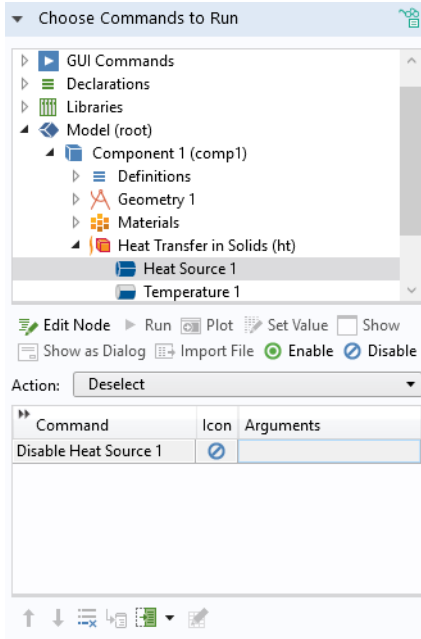 Choose Commands to Run
GUI Commands
Declarations
Libraries
Model (root)
Component 1 (comp1)
Definitions
Geometry 1
Materials
Heat Transfer in Solids (ht)
Heat Source 1
Temperature 1
Edit Node Run Plot Set Value Show
Show as Dialog Import File Enable Disable
Action: Deselect
Command Icon Arguments
Disable Heat Source 1